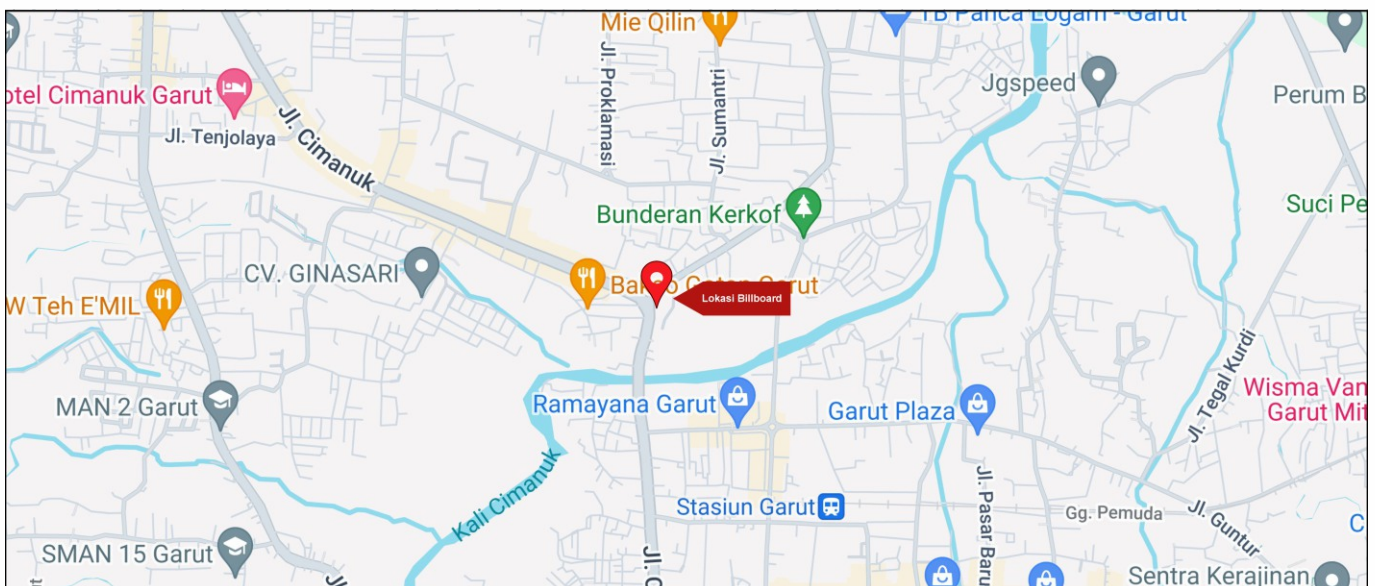 Mie Qilin
TB Panca Logam - Garut
Jl. Proklamasi
Jl. Sumantri
Jgspeed
Perum B
otel Cimanuk Garut
Jl. Tenjolaya
Jl. Cimanuk
Bunderan Kerkof
Suci Pe
CV. GINASARI
Lokasi Billboard
W Teh E'MIL
Jl. Tegal Kurdi
Wisma Van
Garut Mit
MAN 2 Garut
Ramayana Garut
Garut Plaza
Kali Cimanuk
Stasiun Garut
Jl. Pasar Baru
Gg. Pemuda
Jl. Guntur
C
SMAN 15 Garut
Jl. C
Jl.
Sentra Kerajinan